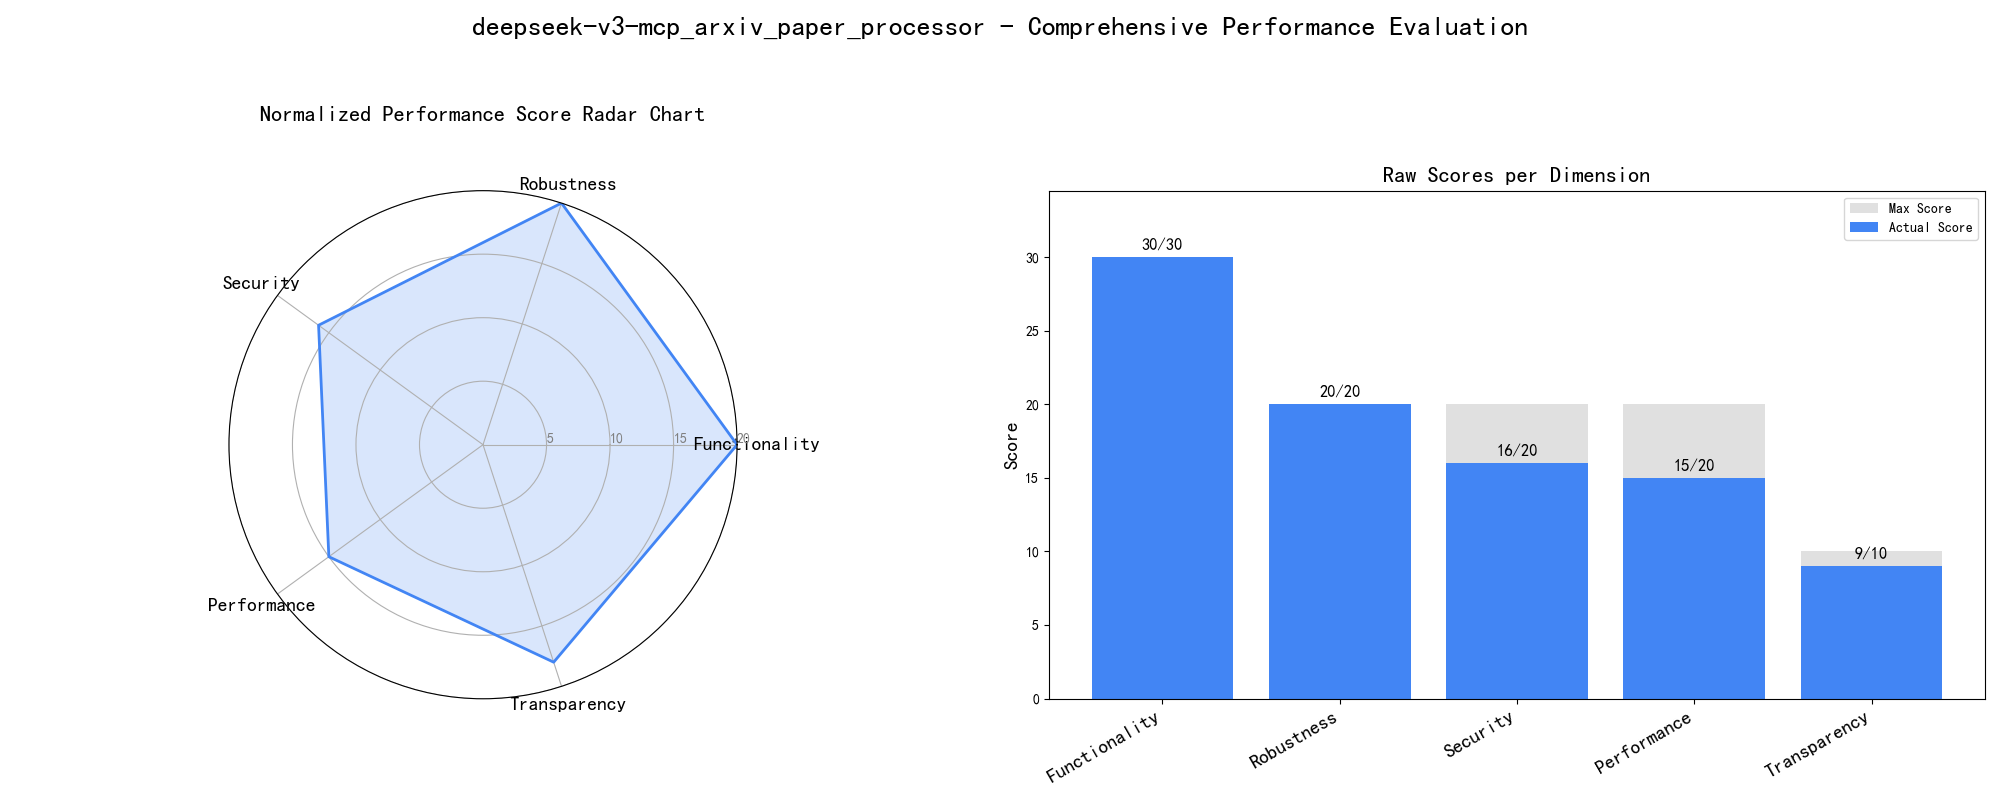 deepseek-v3-mcp_arxiv_paper_processor - Comprehensive Performance Evaluation
Normalized Performance Score Radar Chart
Robustness
Security
Functionality
Performance
Transparency
5
10
15
20
Raw Scores per Dimension
Max Score
Actual Score
30/30
20/20
16/20
15/20
9/10
Score
30
25
20
15
10
5
0
Functionality
Robustness
Security
Performance
Transparency